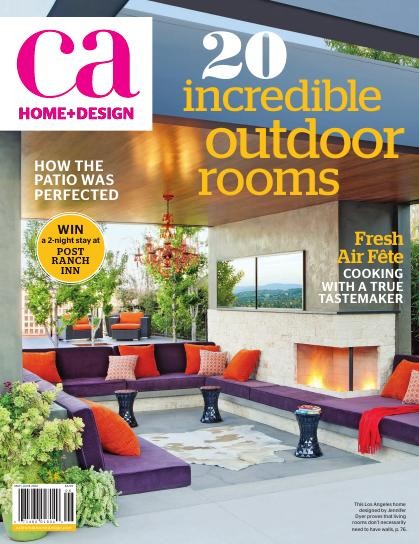 ca
HOME+DESIGN
20
incredible
outdoor
rooms
HOW THE
PATIO WAS
PERFECTED
WIN
a 2-night stay at
POST
RANCH
INN
Fresh
Air Fête
COOKING
WITH A TRUE
TASTEMAKER
This Los Angeles home
designed by Jennifer
Dyer proves that living
rooms don't necessarily
need to have walls, p. 76.